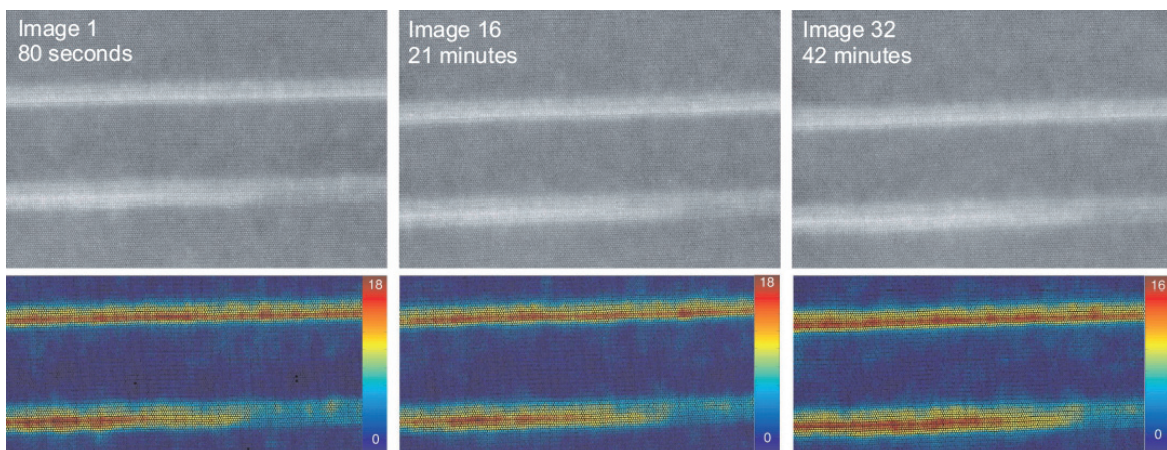 Image 1
80 seconds
Image 16
21 minutes
Image 32
42 minutes
18
0
18
0
16
0